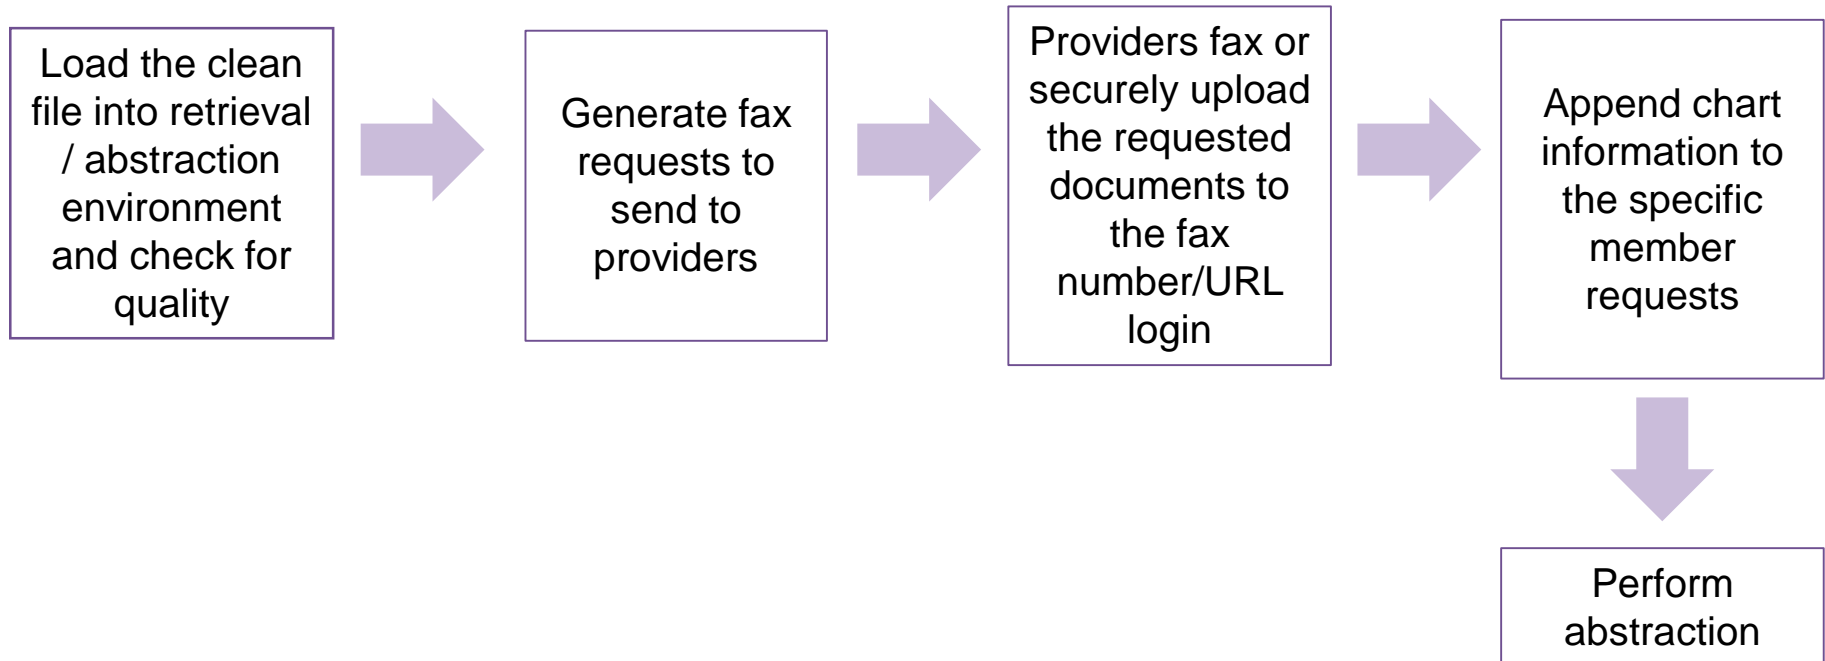 Load the clean
file into retrieval
/ abstraction
environment
and check for
quality
Generate fax
requests to
send to
providers
Providers fax or
securely upload
the requested
documents to
the fax
number/URL
login
Append chart
information to
the specific
member
requests
Perform
abstraction